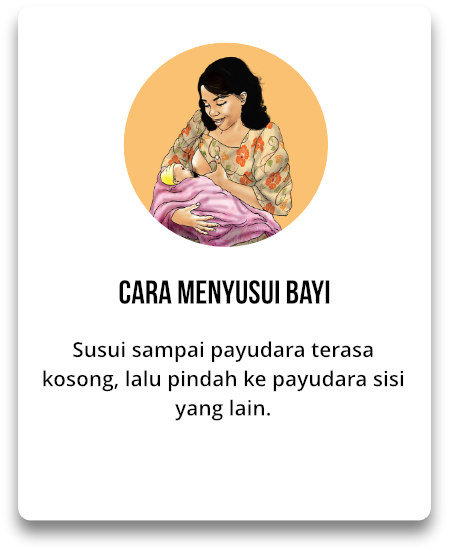 CARA MENYUSUI BAYI
Susui sampai payudara terasa
kosong, lalu pindah ke payudara sisi
yang lain.